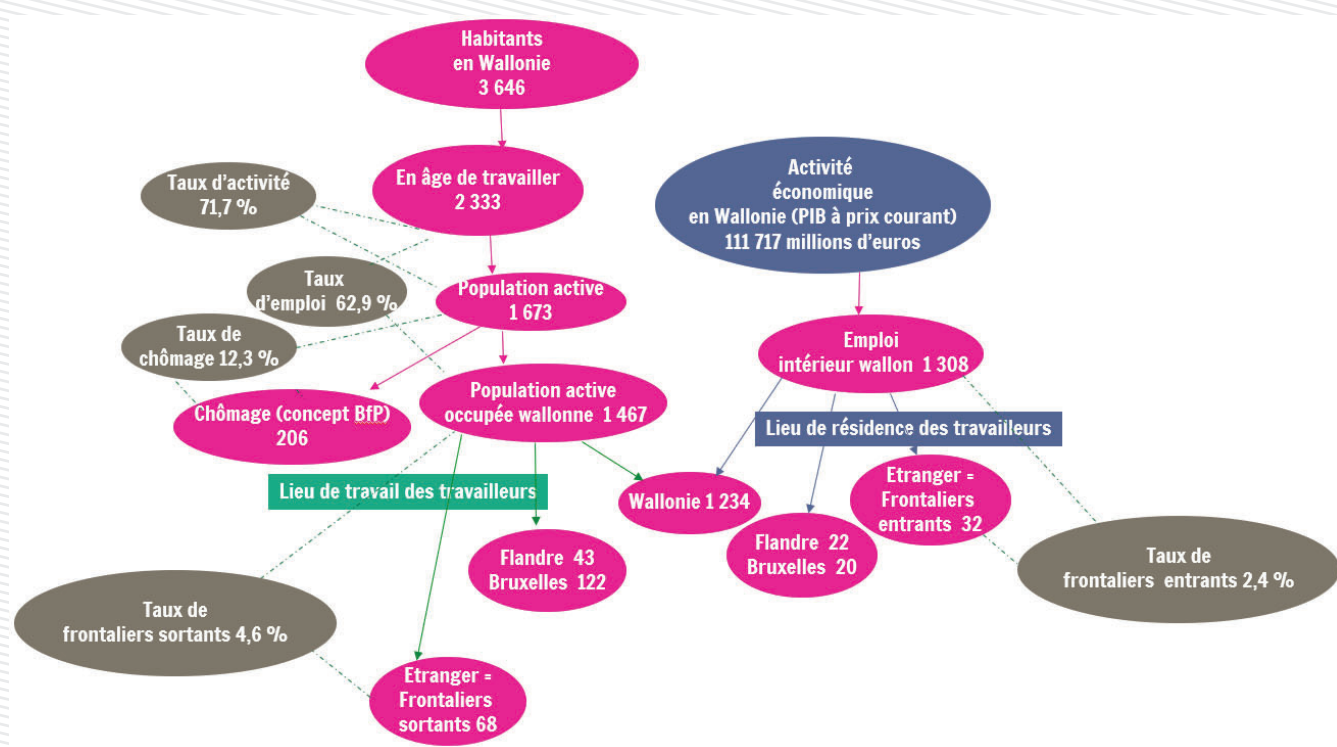 Habitants
en Wallonie
3 646
En âge de travailler
2 333
Taux d'activité
71,7 %
Taux
d'emploi 62,9 %
Population active
1 673
Taux de
chômage 12,3 %
Chômage (concept BfP)
206
Population active
occupée wallonne 1 467
Lieu de travail des travailleurs
Flandre 43
Bruxelles 122
Wallonie 1 234
Taux de
frontaliers sortants 4,6 %
Etranger =
Frontaliers
sortants 68
Activité
économique
en Wallonie (PIB à prix courant)
111 717 millions d'euros
Emploi
intérieur wallon 1 308
Lieu de résidence des travailleurs
Flandre 22
Bruxelles 20
Etranger =
Frontaliers
entrants 32
Taux de
frontaliers entrants 2,4 %